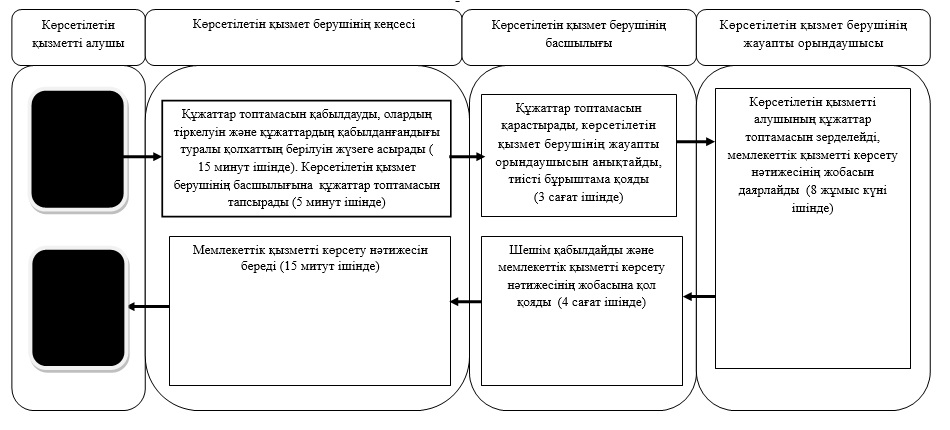 Көрсетілетін
қызметті алушы
Көрсетілетін қызмет берушінің кеңсесі
Көрсетілетін қызмет берушінің
басшылығы
Көрсетілетін қызмет берушінің
жауапты орындаушысы
Құжаттар топтамасын қабылдауды, олардың
тіркелуін және құжаттардың қабылданғандығы
туралы қолхаттың берілуін жүзеге асырады (
15 минут ішінде). Көрсетілетін қызмет
берушінің басшылығына құжаттар топтамасын
тапсырады (5 минут ішінде)
Құжаттар топтамасын
қарастырады, көрсетілетін
қызмет берушінің жауапты
орындаушысын анықтайды,
тиісті бұрыштама қояды
(3 сағат ішінде)
Көрсетілетін қызметті
алушының құжаттар
топтамасын зерделейді,
мемлекеттік қызметті көрсету
нәтижесінің жобасын
даярлайды (8 жұмыс күні
ішінде)
Мемлекеттік қызметті көрсету нәтижесін
береді (15 митут ішінде)
Шешім қабылдайды және
мемлекеттік қызметті көрсету
нәтижесінің жобасына қол
қояды (4 сағат ішінде)